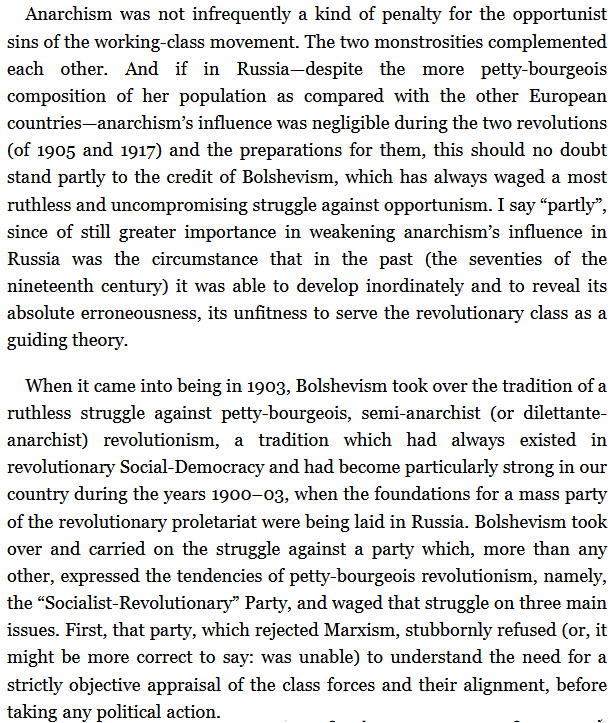 Anarchism was not infrequently a kind of penalty for the opportunist
sins of the working-class movement. The two monstrosities complemented
each other. And if in Russia—despite the more petty-bourgeois
composition of her population as compared with the other European
countries—anarchism’s influence was negligible during the two revolutions
(of 1905 and 1917) and the preparations for them, this should no doubt
stand partly to the credit of Bolshevism, which has always waged a most
ruthless and uncompromising struggle against opportunism. I say “partly”,
since of still greater importance in weakening anarchism’s influence in
Russia was the circumstance that in the past (the seventies of the
nineteenth century) it was able to develop inordinately and to reveal its
absolute erroneousness, its unfitness to serve the revolutionary class as a
guiding theory.
When it came into being in 1903, Bolshevism took over the tradition of a
ruthless struggle against petty-bourgeois, semi-anarchist (or dilettante-
anarchist) revolutionism, a tradition which had always existed in
revolutionary Social-Democracy and had become particularly strong in our
country during the years 1900–03, when the foundations for a mass party
of the revolutionary proletariat were being laid in Russia. Bolshevism took
over and carried on the struggle against a party which, more than any
other, expressed the tendencies of petty-bourgeois revolutionism, namely,
the “Socialist-Revolutionary” Party, and waged that struggle on three main
issues. First, that party, which rejected Marxism, stubbornly refused (or, it
might be more correct to say: was unable) to understand the need for a
strictly objective appraisal of the class forces and their alignment, before
taking any political action.